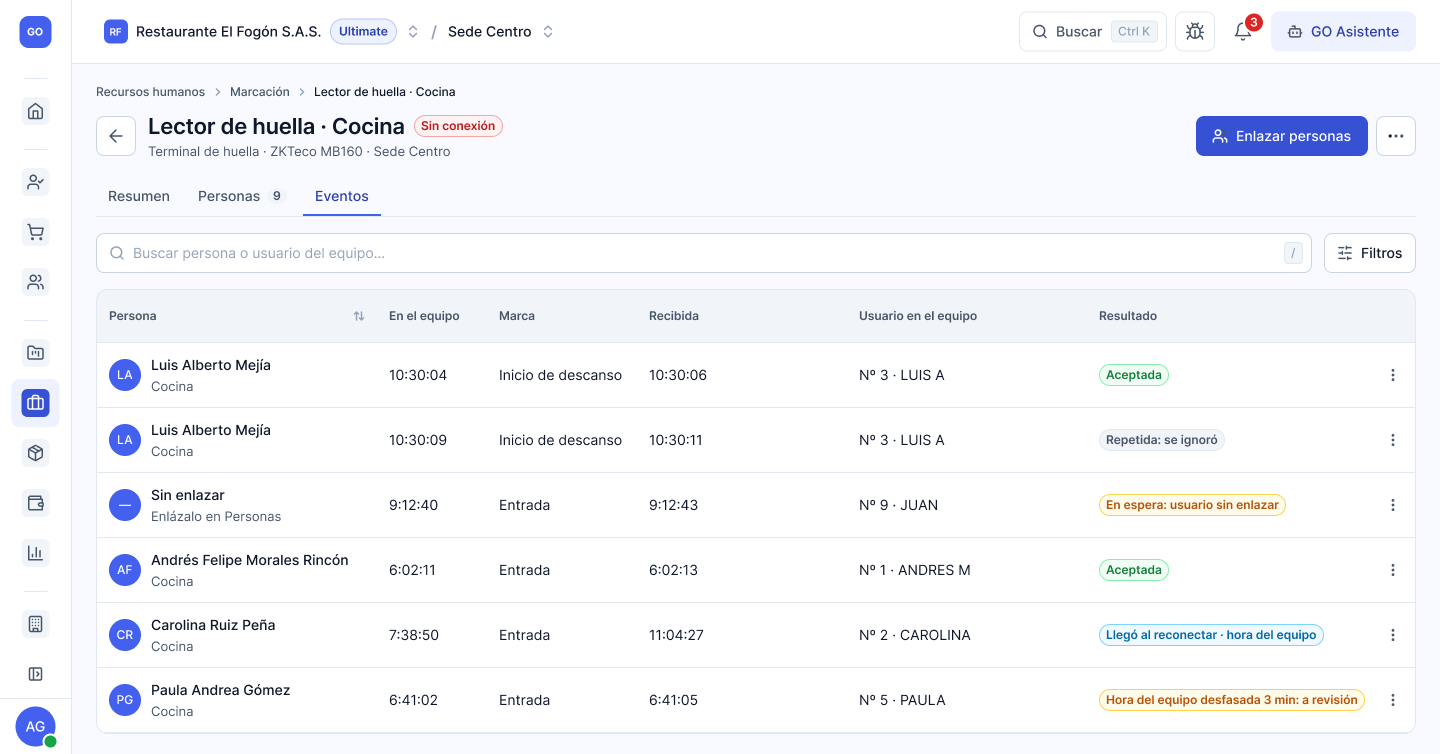 GO
RF Restaurante El Fogón S.A.S. Ultimate / Sede Centro
Buscar Ctrl K
3
GO Asistente
Recursos humanos > Marcación > Lector de huella · Cocina
Lector de huella · Cocina Sin conexión
Terminal de huella · ZKTeco MB160 · Sede Centro
Enlazar personas
Resumen Personas 9 Eventos
Buscar persona o usuario del equipo... /
Filtros
Persona En el equipo Marca Recibida Usuario en el equipo Resultado
LA Luis Alberto Mejía
Cocina
10:30:04 Inicio de descanso 10:30:06 Nº 3 · LUIS A Aceptada
LA Luis Alberto Mejía
Cocina
10:30:09 Inicio de descanso 10:30:11 Nº 3 · LUIS A Repetida: se ignoró
— Sin enlazar
Enlázalo en Personas
9:12:40 Entrada 9:12:43 Nº 9 · JUAN En espera: usuario sin enlazar
AF Andrés Felipe Morales Rincón
Cocina
6:02:11 Entrada 6:02:13 Nº 1 · ANDRES M Aceptada
CR Carolina Ruiz Peña
Cocina
7:38:50 Entrada 11:04:27 Nº 2 · CAROLINA Llegó al reconectar · hora del equipo
PG Paula Andrea Gómez
Cocina
6:41:02 Entrada 6:41:05 Nº 5 · PAULA Hora del equipo desfasada 3 min: a revisión
AG